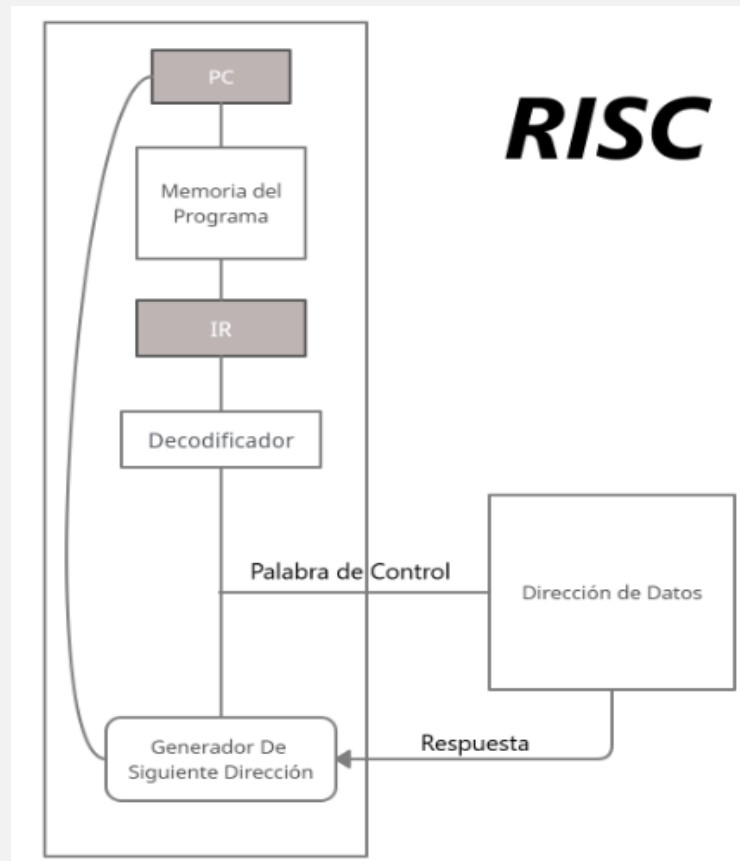 PC
RISC
Memoria del
Programa
IR
Decodificador
Palabra de Control
Dirección de Datos
Respuesta
Generador De
Siguiente Dirección